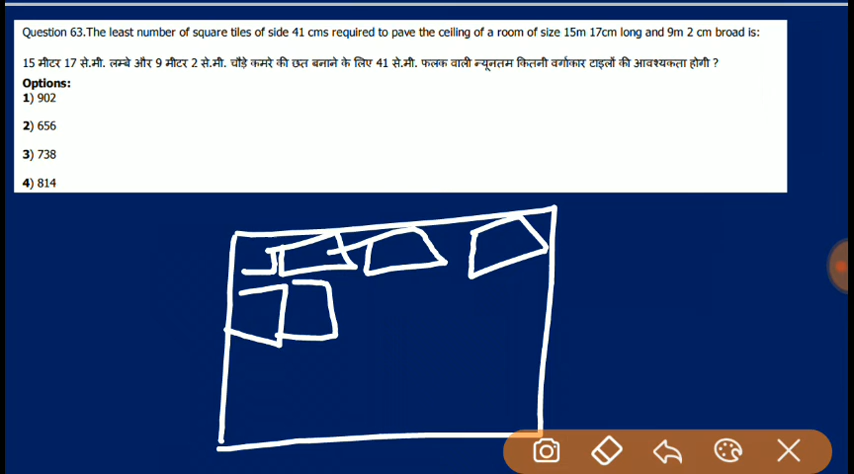 Question 63.The least number of square tiles of side 41 cms required to pave the ceiling of a room of size 15m 17cm long and 9m 2 cm broad is:
15 मीटर 17 से.मी. लम्बे और 9 मीटर 2 से.मी. चौड़े कमरे की छत बनाने के लिए 41 से.मी. फलक वाली न्यूनतम कितनी वर्गाकार टाइलों की आवश्यकता होगी ?
Options:
1) 902
2) 656
3) 738
4) 814